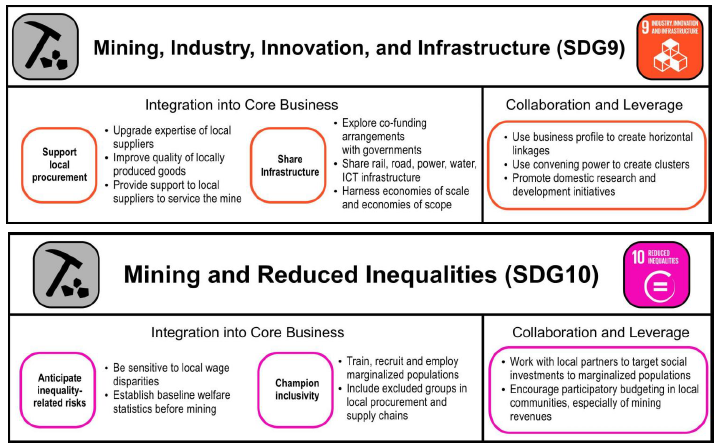 Mining, Industry, Innovation, and Infrastructure (SDG9)
9 INDUSTRY, INNOVATION
AND INFRASTRUCTURE
Integration into Core Business
Support
local
procurement
• Upgrade expertise of local
suppliers
• Improve quality of locally
produced goods
• Provide support to local
suppliers to service the mine
Share
Infrastructure
• Explore co-funding
arrangements
with governments
• Share rail, road, power, water,
ICT infrastructure
• Harness economies of scale
and economies of scope
Collaboration and Leverage
• Use business profile to create horizontal
linkages
• Use convening power to create clusters
• Promote domestic research and
development initiatives
Mining and Reduced Inequalities (SDG10)
10 REDUCED
INEQUALITIES
Integration into Core Business
Anticipate
inequality-
related risks
• Be sensitive to local wage
disparities
• Establish baseline welfare
statistics before mining
Champion
inclusivity
• Train, recruit and employ
marginalized populations
• Include excluded groups in
local procurement and
supply chains
Collaboration and Leverage
• Work with local partners to target social
investments to marginalized populations
• Encourage participatory budgeting in local
communities, especially of mining
revenues